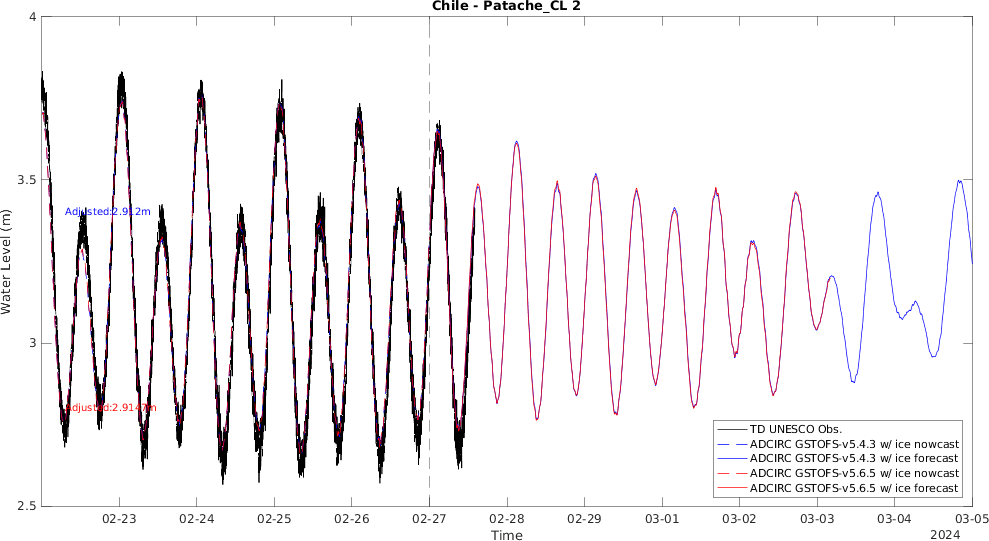 Chile - Patache_CL 2
4
3.5
3
2.5
Water Level (m)
Adjusted:2.912m
Adjusted:2.9147m
TD UNESCO Obs.
ADCIRC GSTOFS-v5.4.3 w/ ice nowcast
ADCIRC GSTOFS-v5.4.3 w/ ice forecast
ADCIRC GSTOFS-v5.6.5 w/ ice nowcast
ADCIRC GSTOFS-v5.6.5 w/ ice forecast
02-23 02-24 02-25 02-26 02-27 02-28 02-29 03-01 03-02 03-03 03-04 03-05
Time
2024